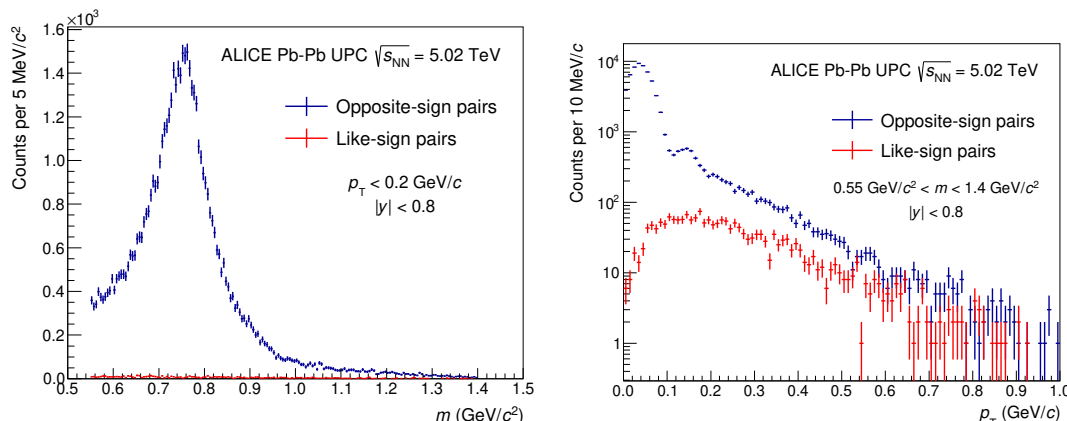 ×10³
1.6
1.4
1.2
1.0
0.8
0.6
0.4
0.2
0.0
Counts per 5 MeV/c²
ALICE Pb-Pb UPC √sNN = 5.02 TeV
Opposite-sign pairs
Like-sign pairs
pT < 0.2 GeV/c
|y| < 0.8
0.5 0.6 0.7 0.8 0.9 1.0 1.1 1.2 1.3 1.4 1.5
m (GeV/c²)
10⁴
10³
10²
10
1
Counts per 10 MeV/c
ALICE Pb-Pb UPC √sNN = 5.02 TeV
Opposite-sign pairs
Like-sign pairs
0.55 GeV/c² < m < 1.4 GeV/c²
|y| < 0.8
0.0 0.1 0.2 0.3 0.4 0.5 0.6 0.7 0.8 0.9 1.0
pT (GeV/c)